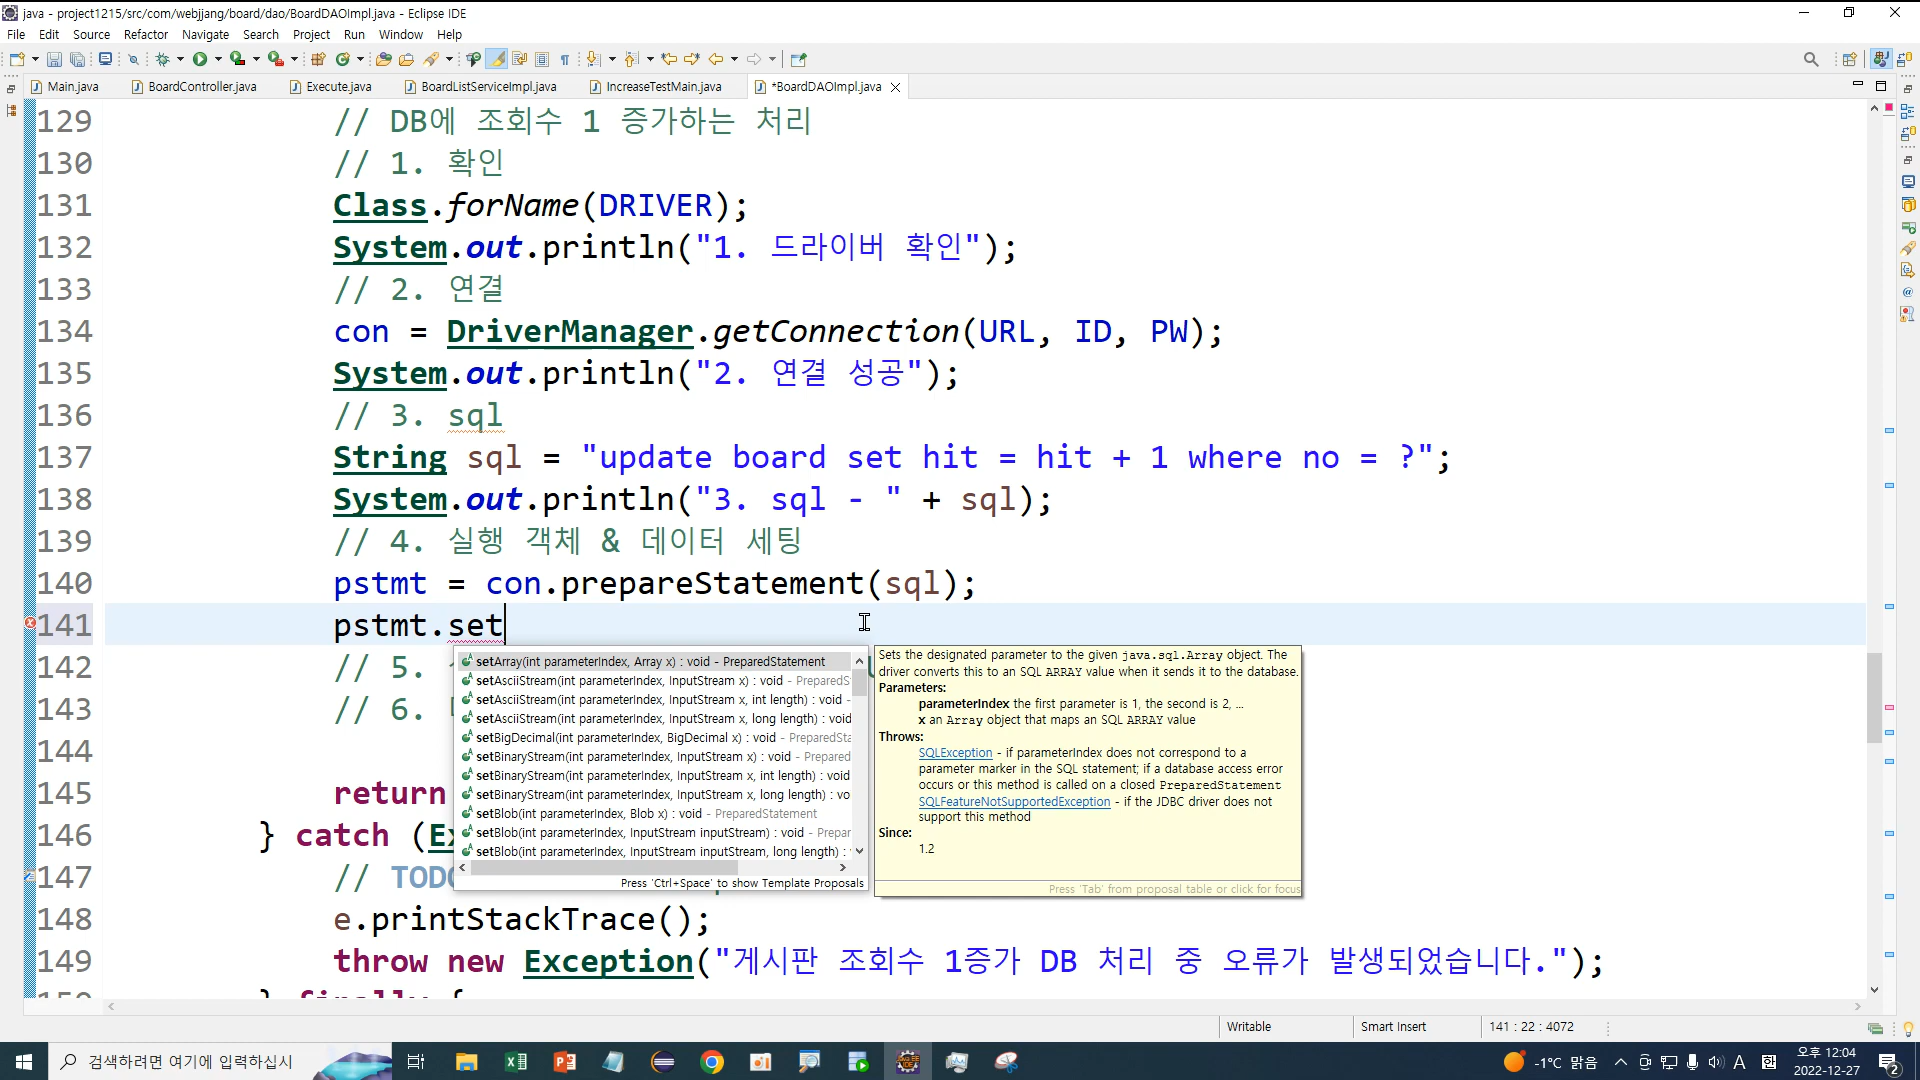 java - project1215/src/com/webjjang/board/dao/BoardDAOImpl.java - Eclipse IDE
File Edit Source Refactor Navigate Search Project Run Window Help
Main.java BoardController.java Execute.java BoardListServiceImpl.java IncreaseTestMain.java *BoardDAOImpl.java
129 // DB에 조회수 1 증가하는 처리
130 // 1. 확인
131 Class.forName(DRIVER);
132 System.out.println("1. 드라이버 확인");
133 // 2. 연결
134 con = DriverManager.getConnection(URL, ID, PW);
135 System.out.println("2. 연결 성공");
136 // 3. sql
137 String sql = "update board set hit = hit + 1 where no = ?";
138 System.out.println("3. sql - " + sql);
139 // 4. 실행 객체 & 데이터 세팅
140 pstmt = con.prepareStatement(sql);
141 pstmt.set
142 // 5.
143 // 6.
144
145 return
146 } catch (Ex
147 // TODO
148 e.printStackTrace();
149 throw new Exception("게시판 조회수 1증가 DB 처리 중 오류가 발생되었습니다.");
setArray(int parameterIndex, Array x) : void - PreparedStatement
setAsciiStream(int parameterIndex, InputStream x) : void - PreparedS
setAsciiStream(int parameterIndex, InputStream x, int length) : void -
setAsciiStream(int parameterIndex, InputStream x, long length) : void
setBigDecimal(int parameterIndex, BigDecimal x) : void - PreparedSta
setBinaryStream(int parameterIndex, InputStream x) : void - Prepared
setBinaryStream(int parameterIndex, InputStream x, int length) : void
setBinaryStream(int parameterIndex, InputStream x, long length) : vo
setBlob(int parameterIndex, Blob x) : void - PreparedStatement
setBlob(int parameterIndex, InputStream inputStream) : void - Prepar
setBlob(int parameterIndex, InputStream inputStream, long length) :
Press 'Ctrl+Space' to show Template Proposals
Sets the designated parameter to the given java.sql.Array object. The
driver converts this to an SQL ARRAY value when it sends it to the database.
Parameters:
parameterIndex the first parameter is 1, the second is 2, ...
x an Array object that maps an SQL ARRAY value
Throws:
SQLException - if parameterIndex does not correspond to a
parameter marker in the SQL statement; if a database access error
occurs or this method is called on a closed PreparedStatement
SQLFeatureNotSupportedException - if the JDBC driver does not
support this method
Since:
1.2
Press 'Tab' from proposal table or click for focus
Writable Smart Insert 141 : 22 : 4072
검색하려면 여기에 입력하십시
-1°C 맑음 A 오후 12:04
2022-12-27 2